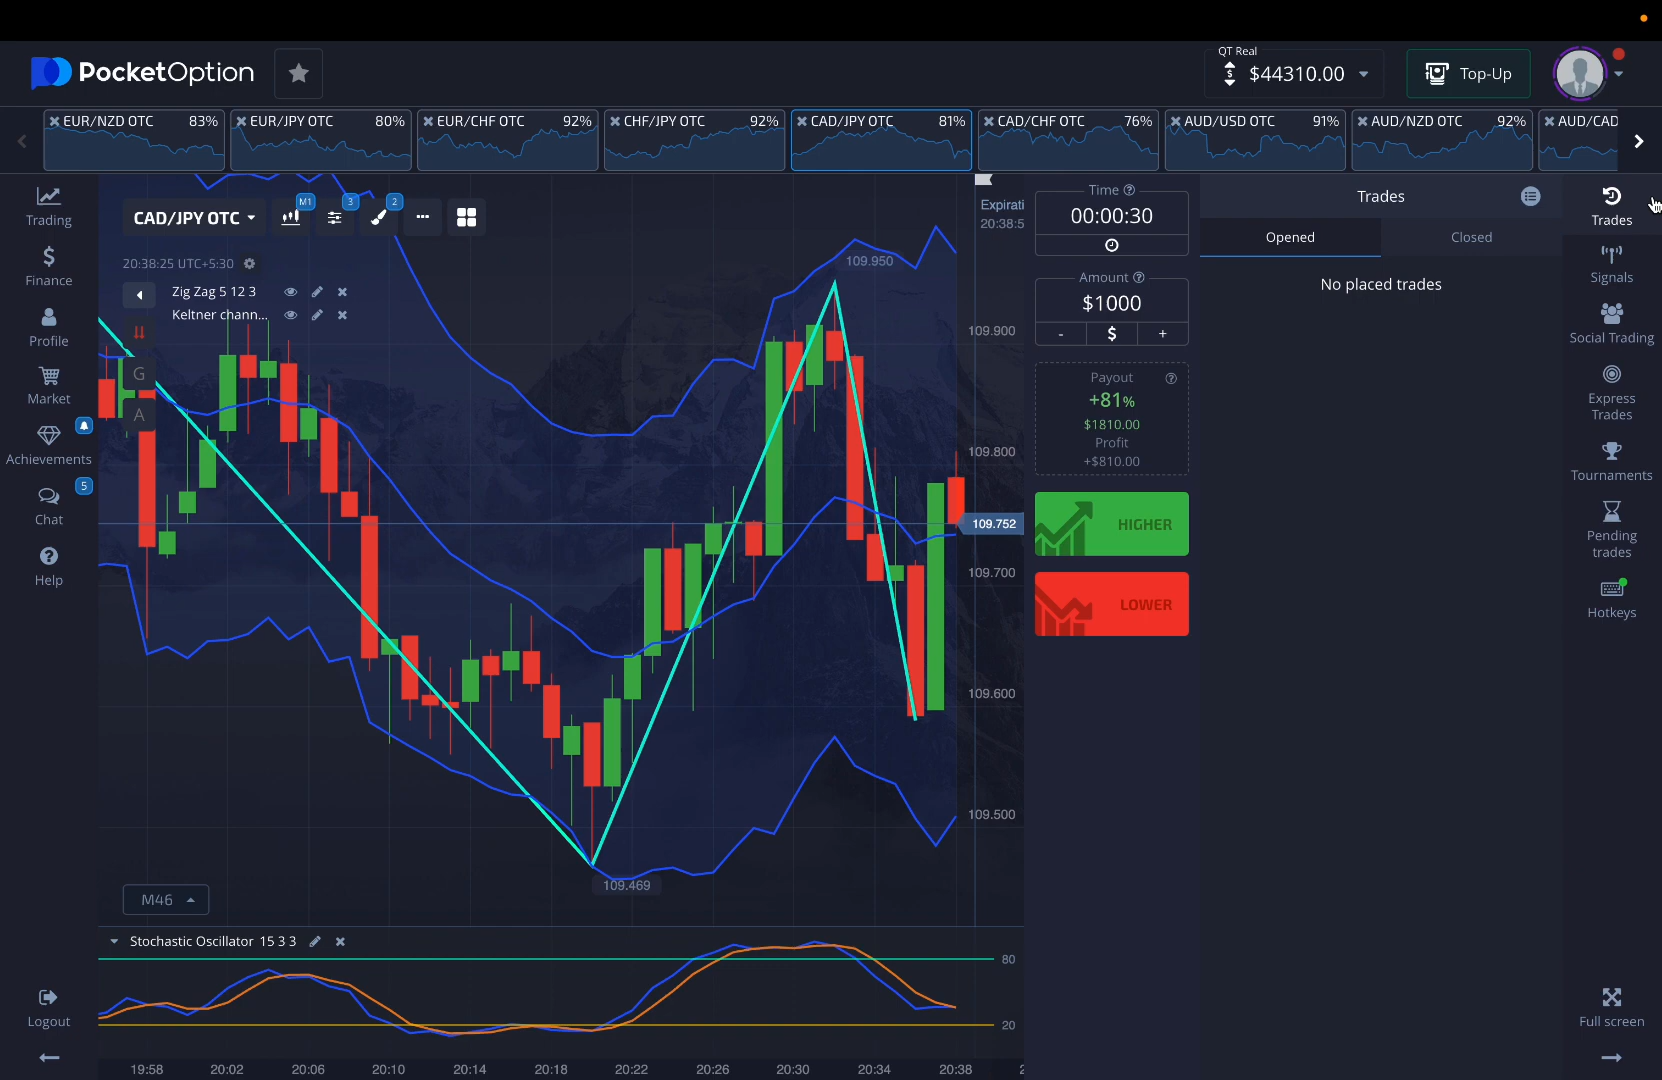 PocketOption
QT Real
$44310.00
Top-Up
EUR/NZD OTC 83%
EUR/JPY OTC 80%
EUR/CHF OTC 92%
CHF/JPY OTC 92%
CAD/JPY OTC 81%
CAD/CHF OTC 76%
AUD/USD OTC 91%
AUD/NZD OTC 92%
AUD/CAD
Trading
Finance
Profile
Market
Achievements
5
Chat
Help
Logout
CAD/JPY OTC
M1
3
2
20:38:25 UTC+5:30
Zig Zag 5 12 3
Keltner chann...
G
A
109.950
109.469
M46
Expirati
20:38:5
109.900
109.800
109.752
109.700
109.600
109.500
Stochastic Oscillator 15 3 3
80
20
19:58 20:02 20:06 20:10 20:14 20:18 20:22 20:26 20:30 20:34 20:38 2
Time
00:00:30
Amount
$1000
- $ +
Payout
+81%
$1810.00
Profit
+$810.00
HIGHER
LOWER
Trades
Opened Closed
No placed trades
Trades
Signals
Social Trading
Express
Trades
Tournaments
Pending
trades
Hotkeys
Full screen